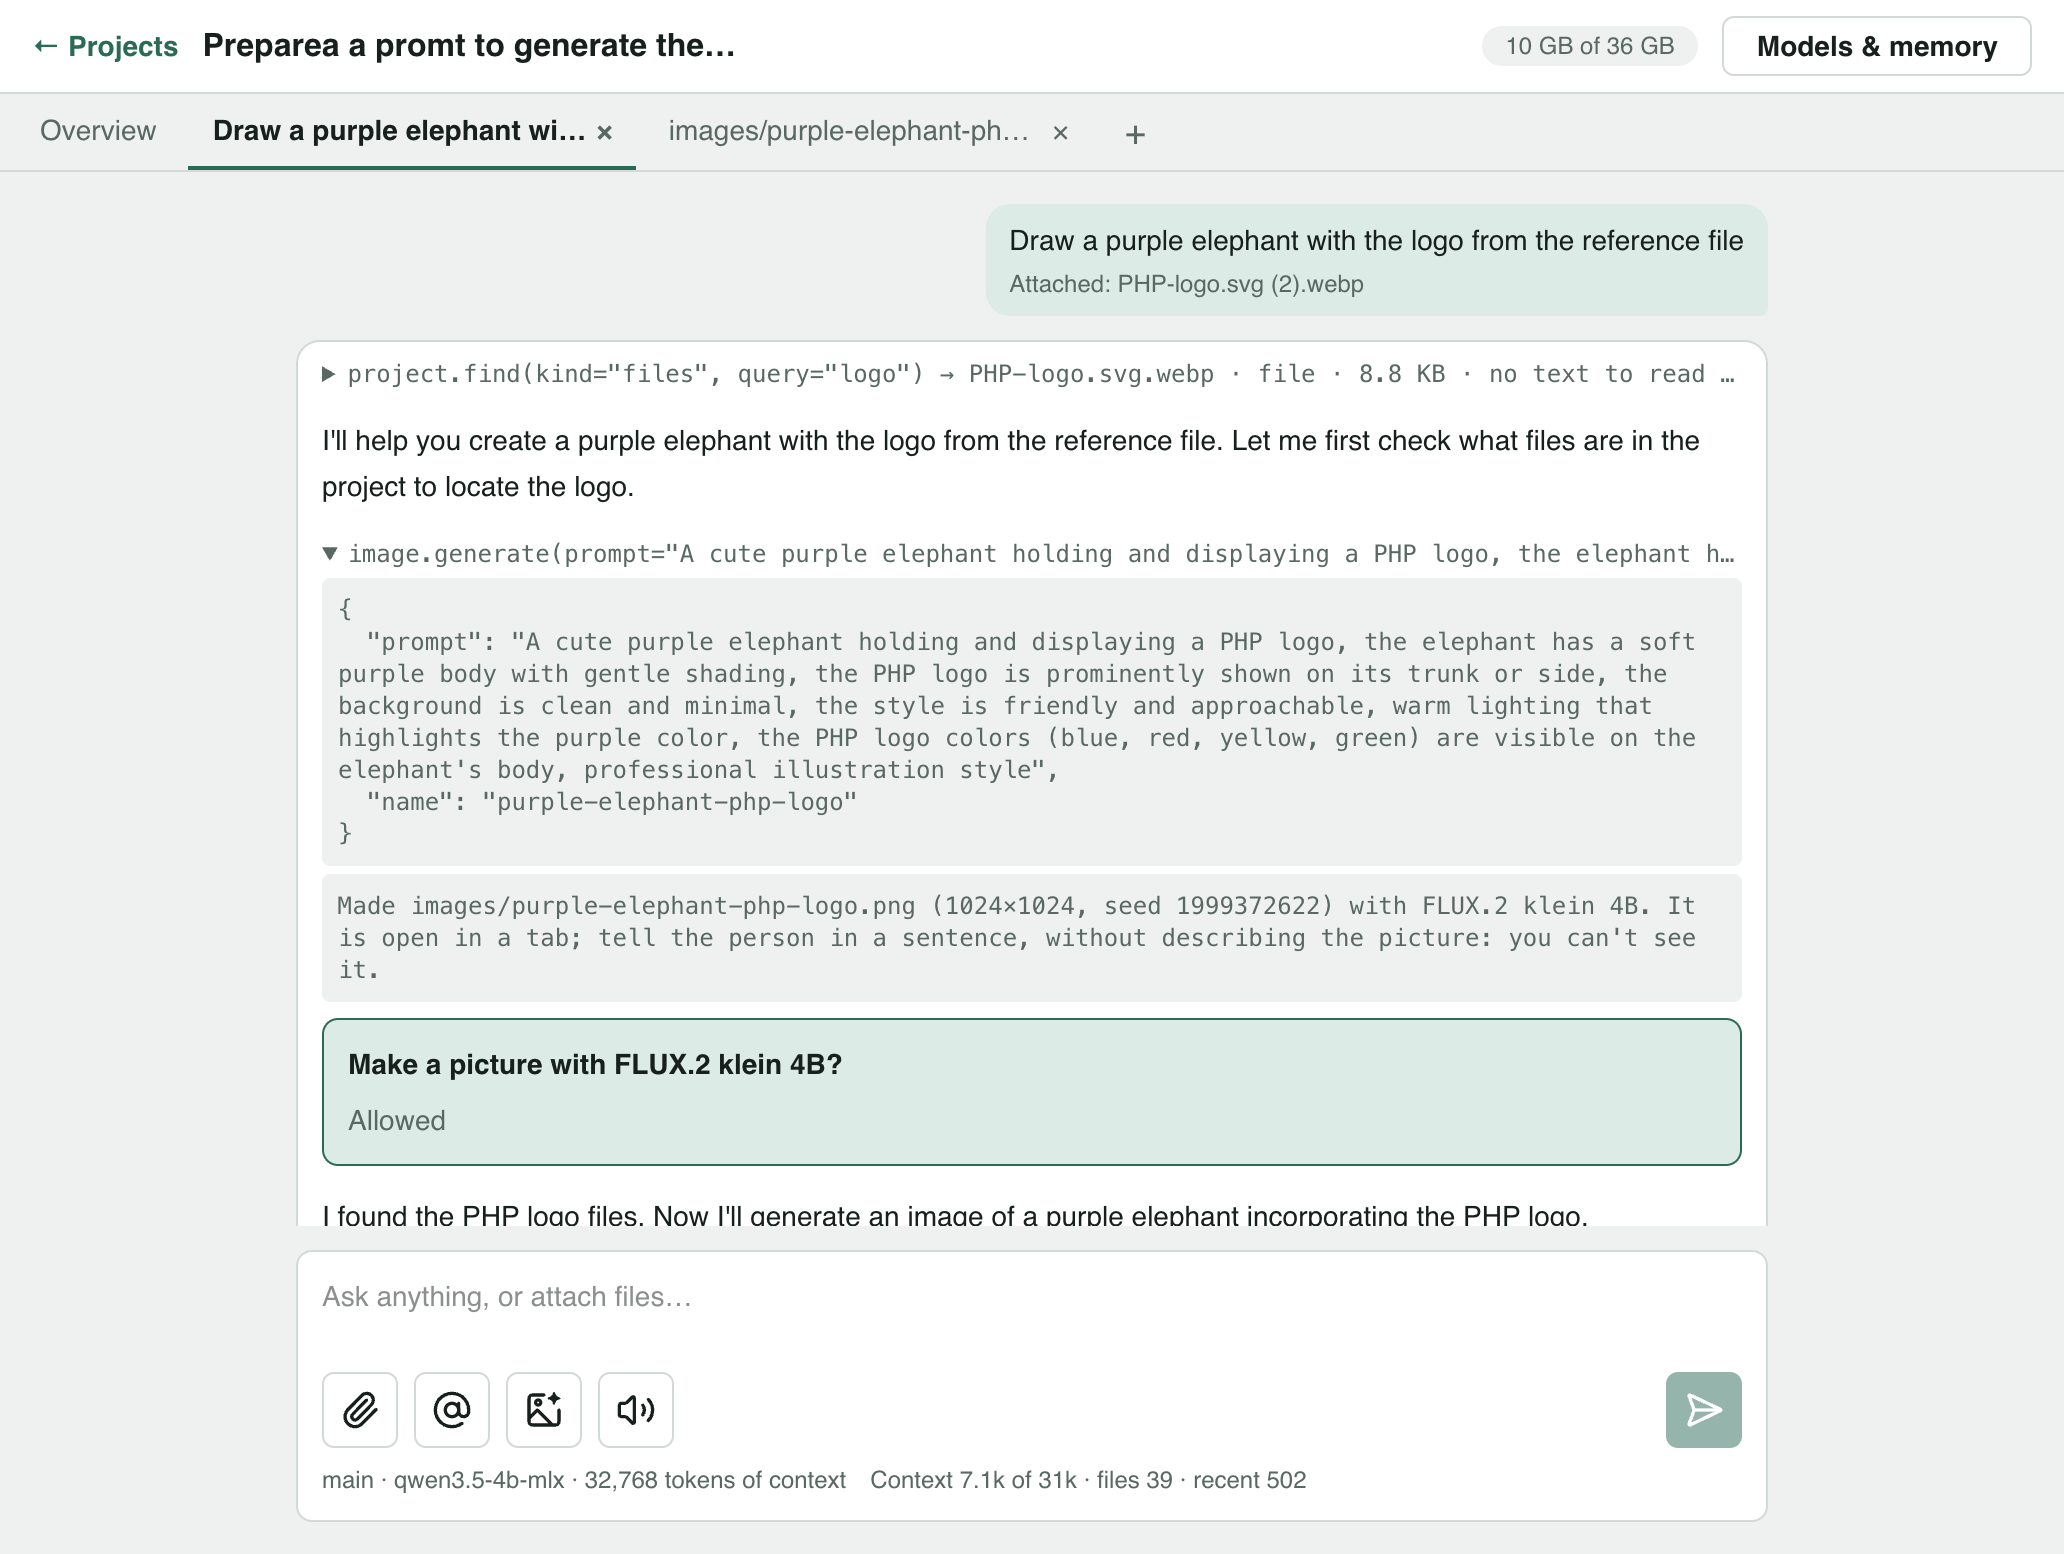 ← Projects Preparea a promt to generate the… 10 GB of 36 GB Models & memory
Overview Draw a purple elephant wi… × images/purple-elephant-ph… × +
Draw a purple elephant with the logo from the reference file
Attached: PHP-logo.svg (2).webp
▶ project.find(kind="files", query="logo") → PHP-logo.svg.webp · file · 8.8 KB · no text to read …
I'll help you create a purple elephant with the logo from the reference file. Let me first check what files are in the
project to locate the logo.
▼ image.generate(prompt="A cute purple elephant holding and displaying a PHP logo, the elephant h…
{
  "prompt": "A cute purple elephant holding and displaying a PHP logo, the elephant has a soft
purple body with gentle shading, the PHP logo is prominently shown on its trunk or side, the
background is clean and minimal, the style is friendly and approachable, warm lighting that
highlights the purple color, the PHP logo colors (blue, red, yellow, green) are visible on the
elephant's body, professional illustration style",
  "name": "purple-elephant-php-logo"
}
Made images/purple-elephant-php-logo.png (1024×1024, seed 1999372622) with FLUX.2 klein 4B. It
is open in a tab; tell the person in a sentence, without describing the picture: you can't see
it.
Make a picture with FLUX.2 klein 4B?
Allowed
I found the PHP logo files. Now I'll generate an image of a purple elephant incorporating the PHP logo.
Ask anything, or attach files…
main · qwen3.5-4b-mlx · 32,768 tokens of context Context 7.1k of 31k · files 39 · recent 502